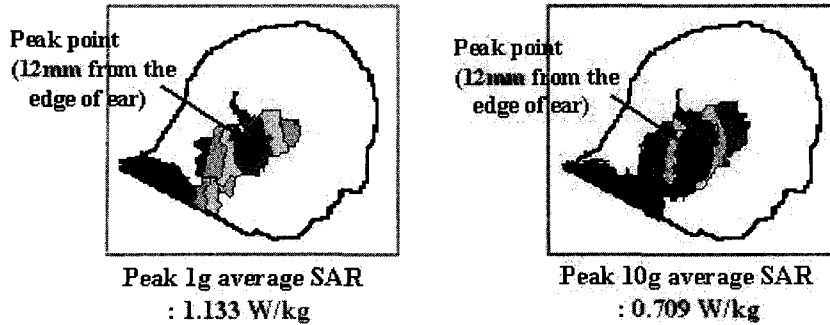 Peak point
(12mm from the
edge of ear)
Peak 1g average SAR
: 1.133 W/kg
Peak point
(12mm from the
edge of ear)
Peak 10g average SAR
: 0.709 W/kg